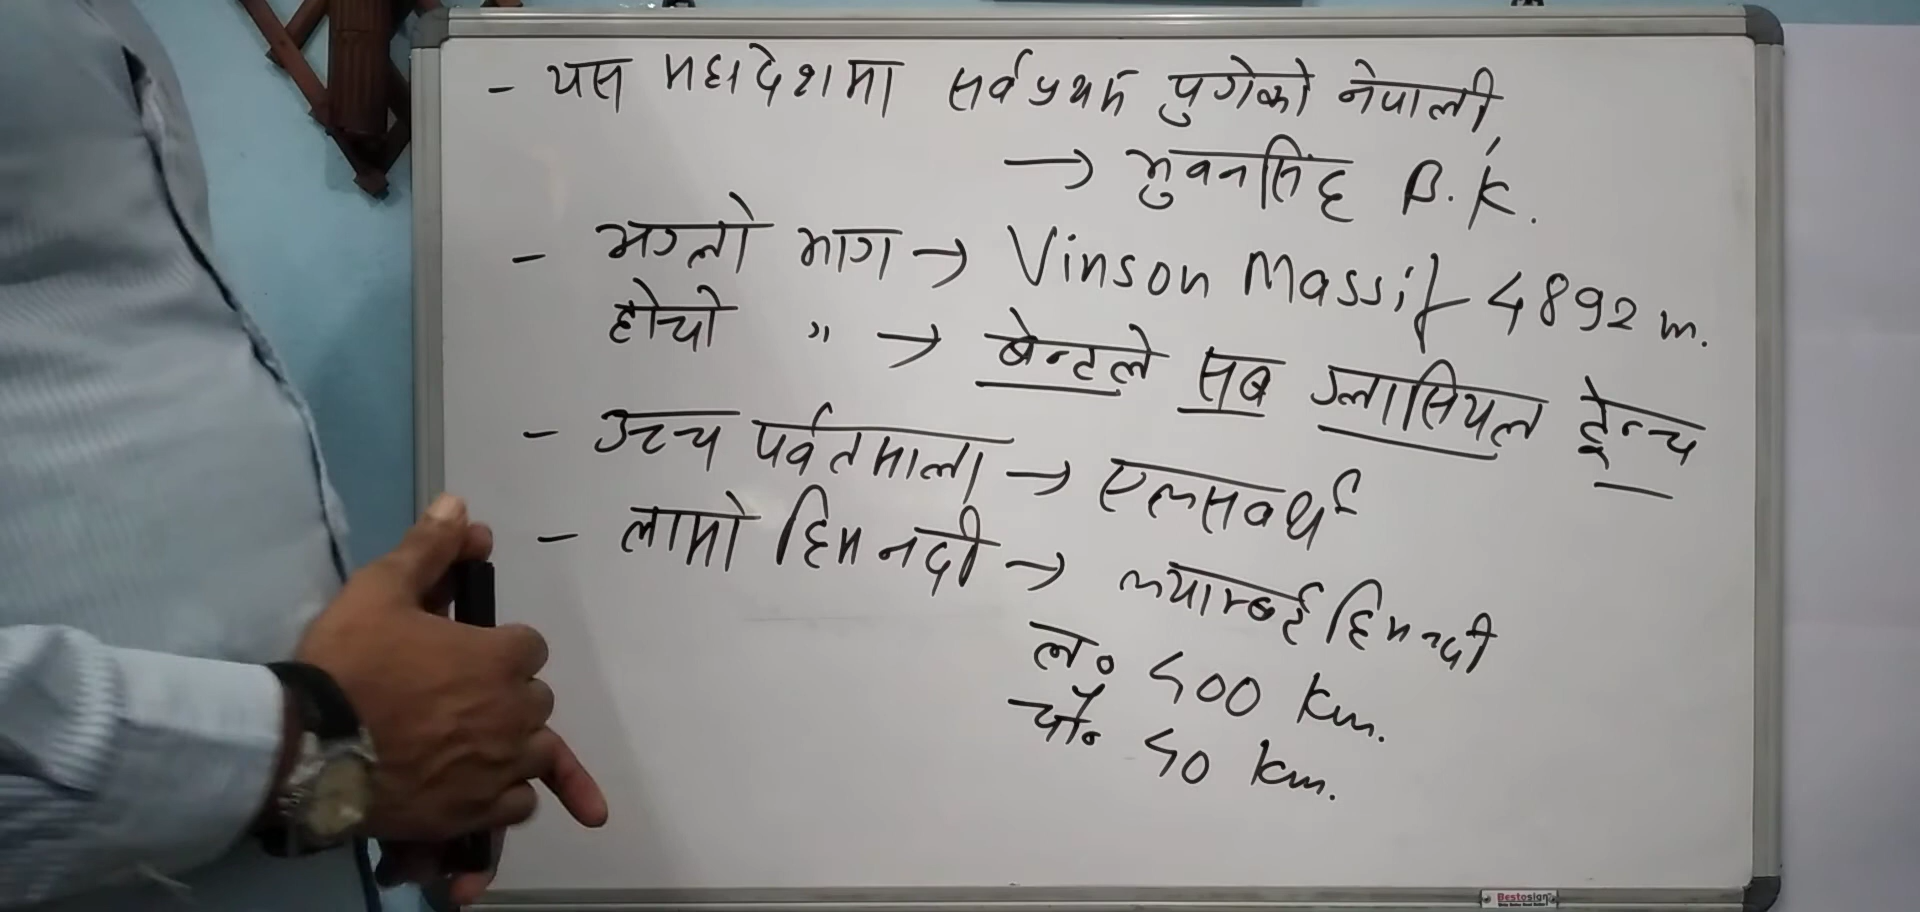 - यस महादेशमा सर्वप्रथम पुगेको नेपाली,
→ भुवनसिंह B.K.
- अग्लो भाग → Vinson Massif 4892 m.
होचो " → बेन्टले सब ग्लासियल ट्रेन्च
- उच्च पर्वतमाला → एल्सवर्थ
- लामो हिमनदी → ल्याम्बर्ट हिमनदी
ल॰ 400 km.
चौ॰ 40 km.
Bestosign